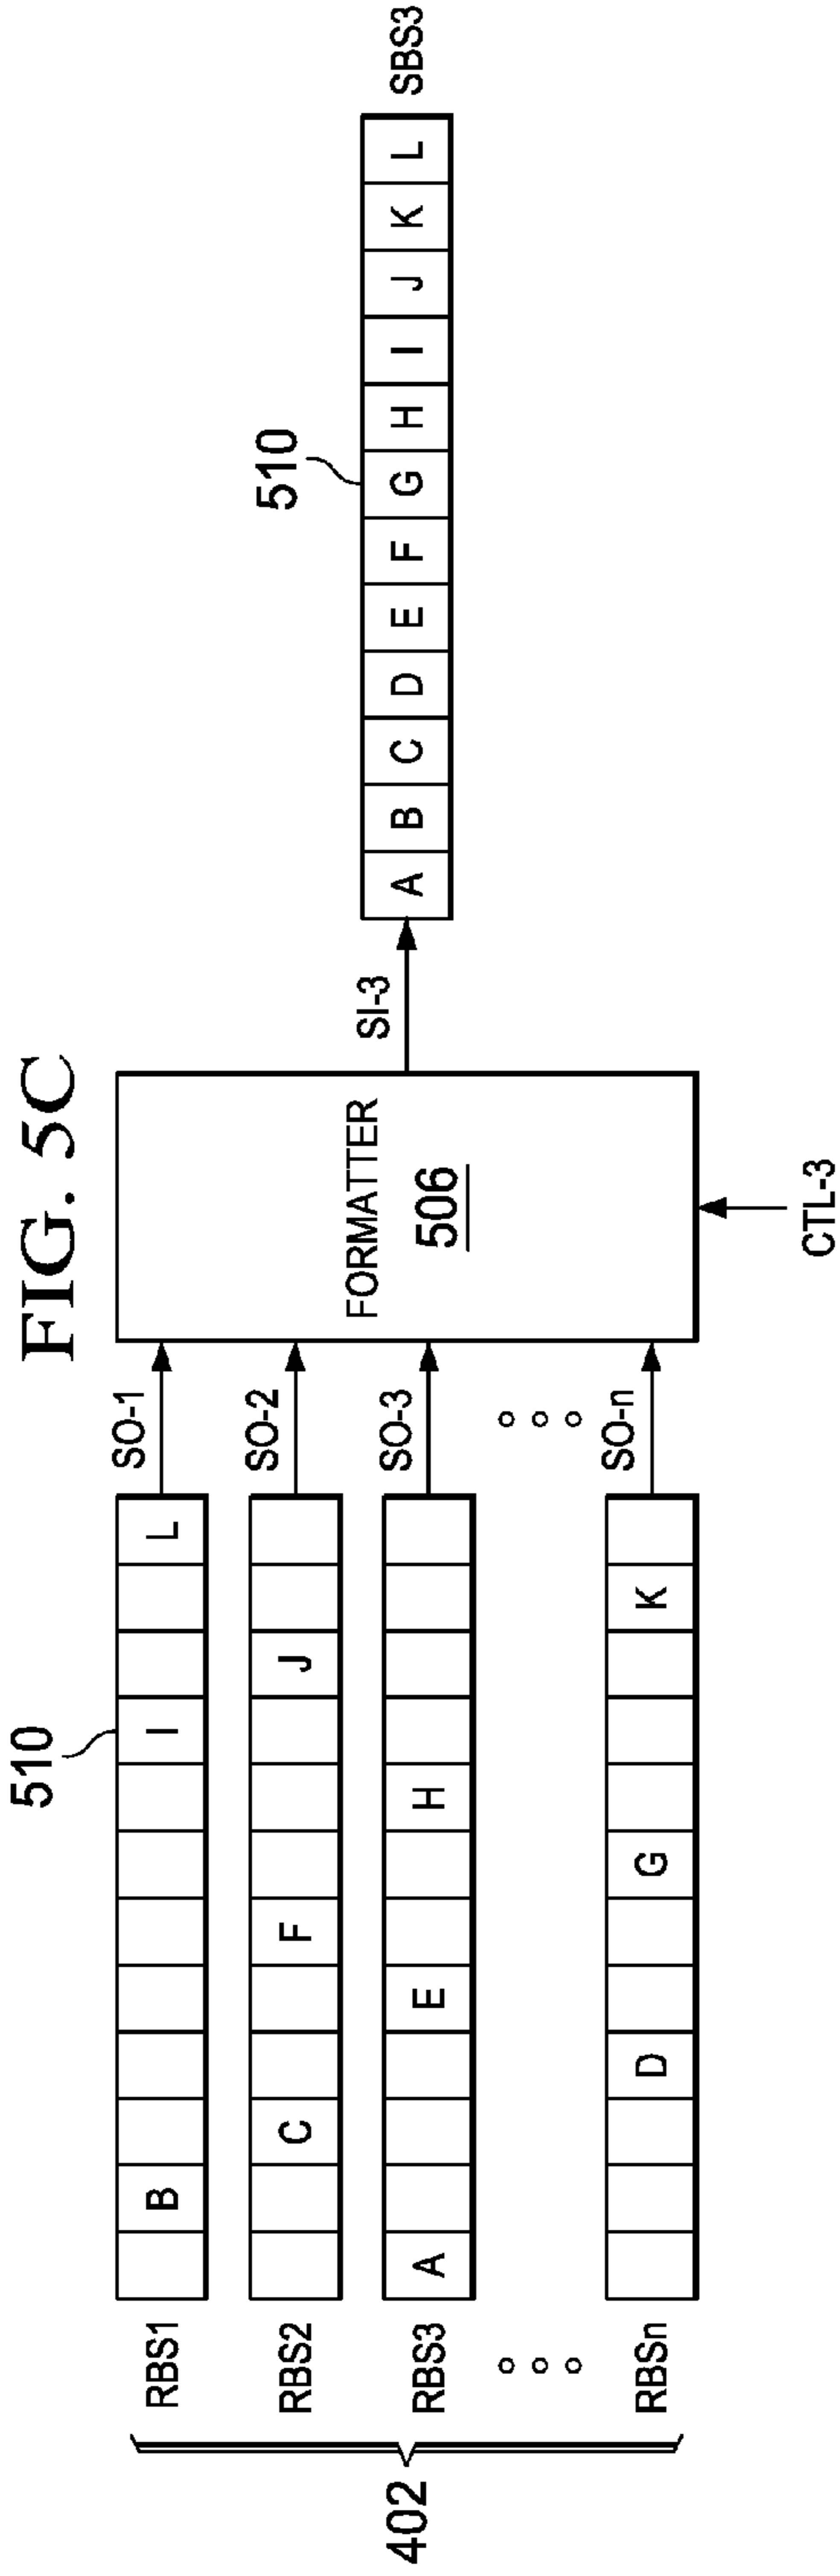 FIG. 5C
510
RBS1 B I L SO-1
RBS2 C F J SO-2
RBS3 A E H SO-3
RBSn D G K SO-n
402
FORMATTER
506
CTL-3
SI-3
510
A B C D E F G H I J K L SBS3